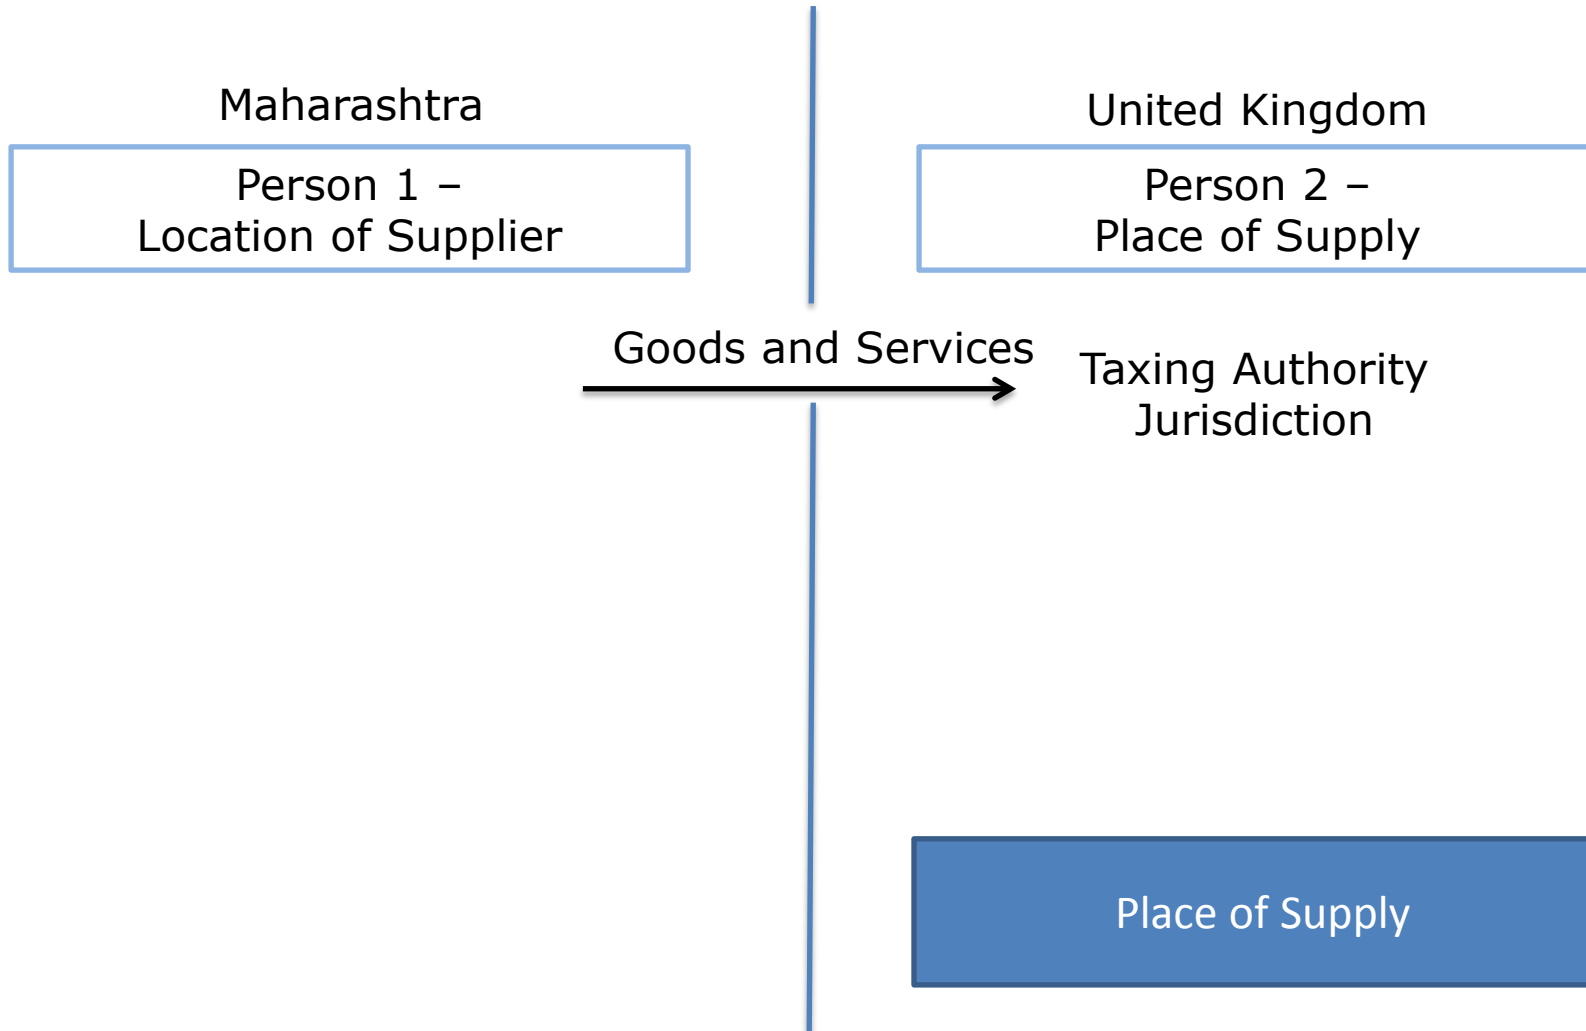 Maharashtra
Person 1 –
Location of Supplier
United Kingdom
Person 2 –
Place of Supply
Goods and Services
Taxing Authority
Jurisdiction
Place of Supply